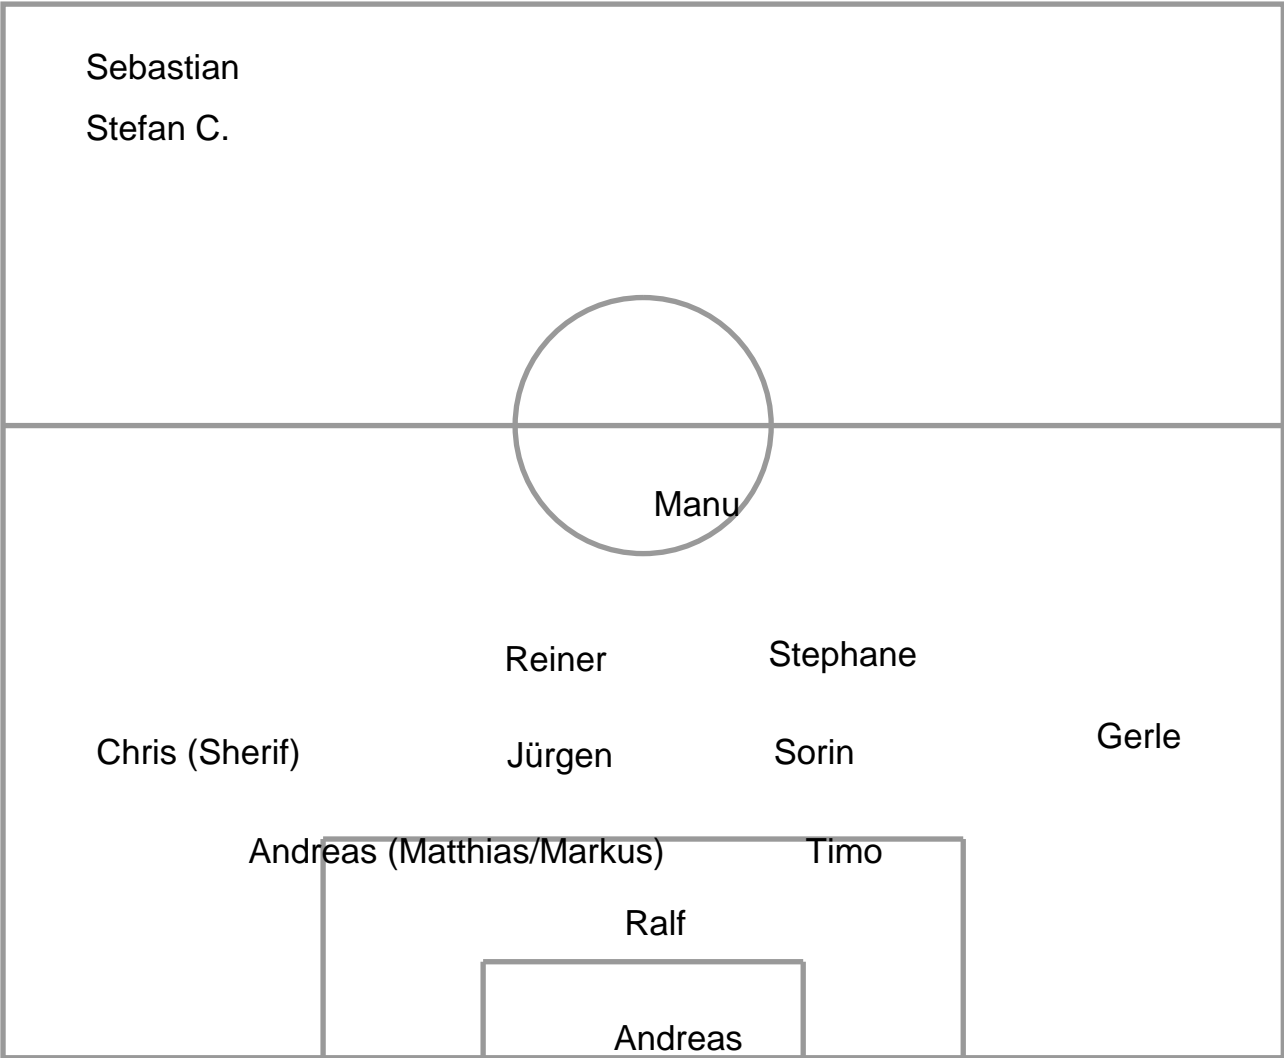 Sebastian
Stefan C.
Manu
Reiner Stephane
Chris (Sherif) Jürgen Sorin Gerle
Andreas (Matthias/Markus) Timo
Ralf
Andreas